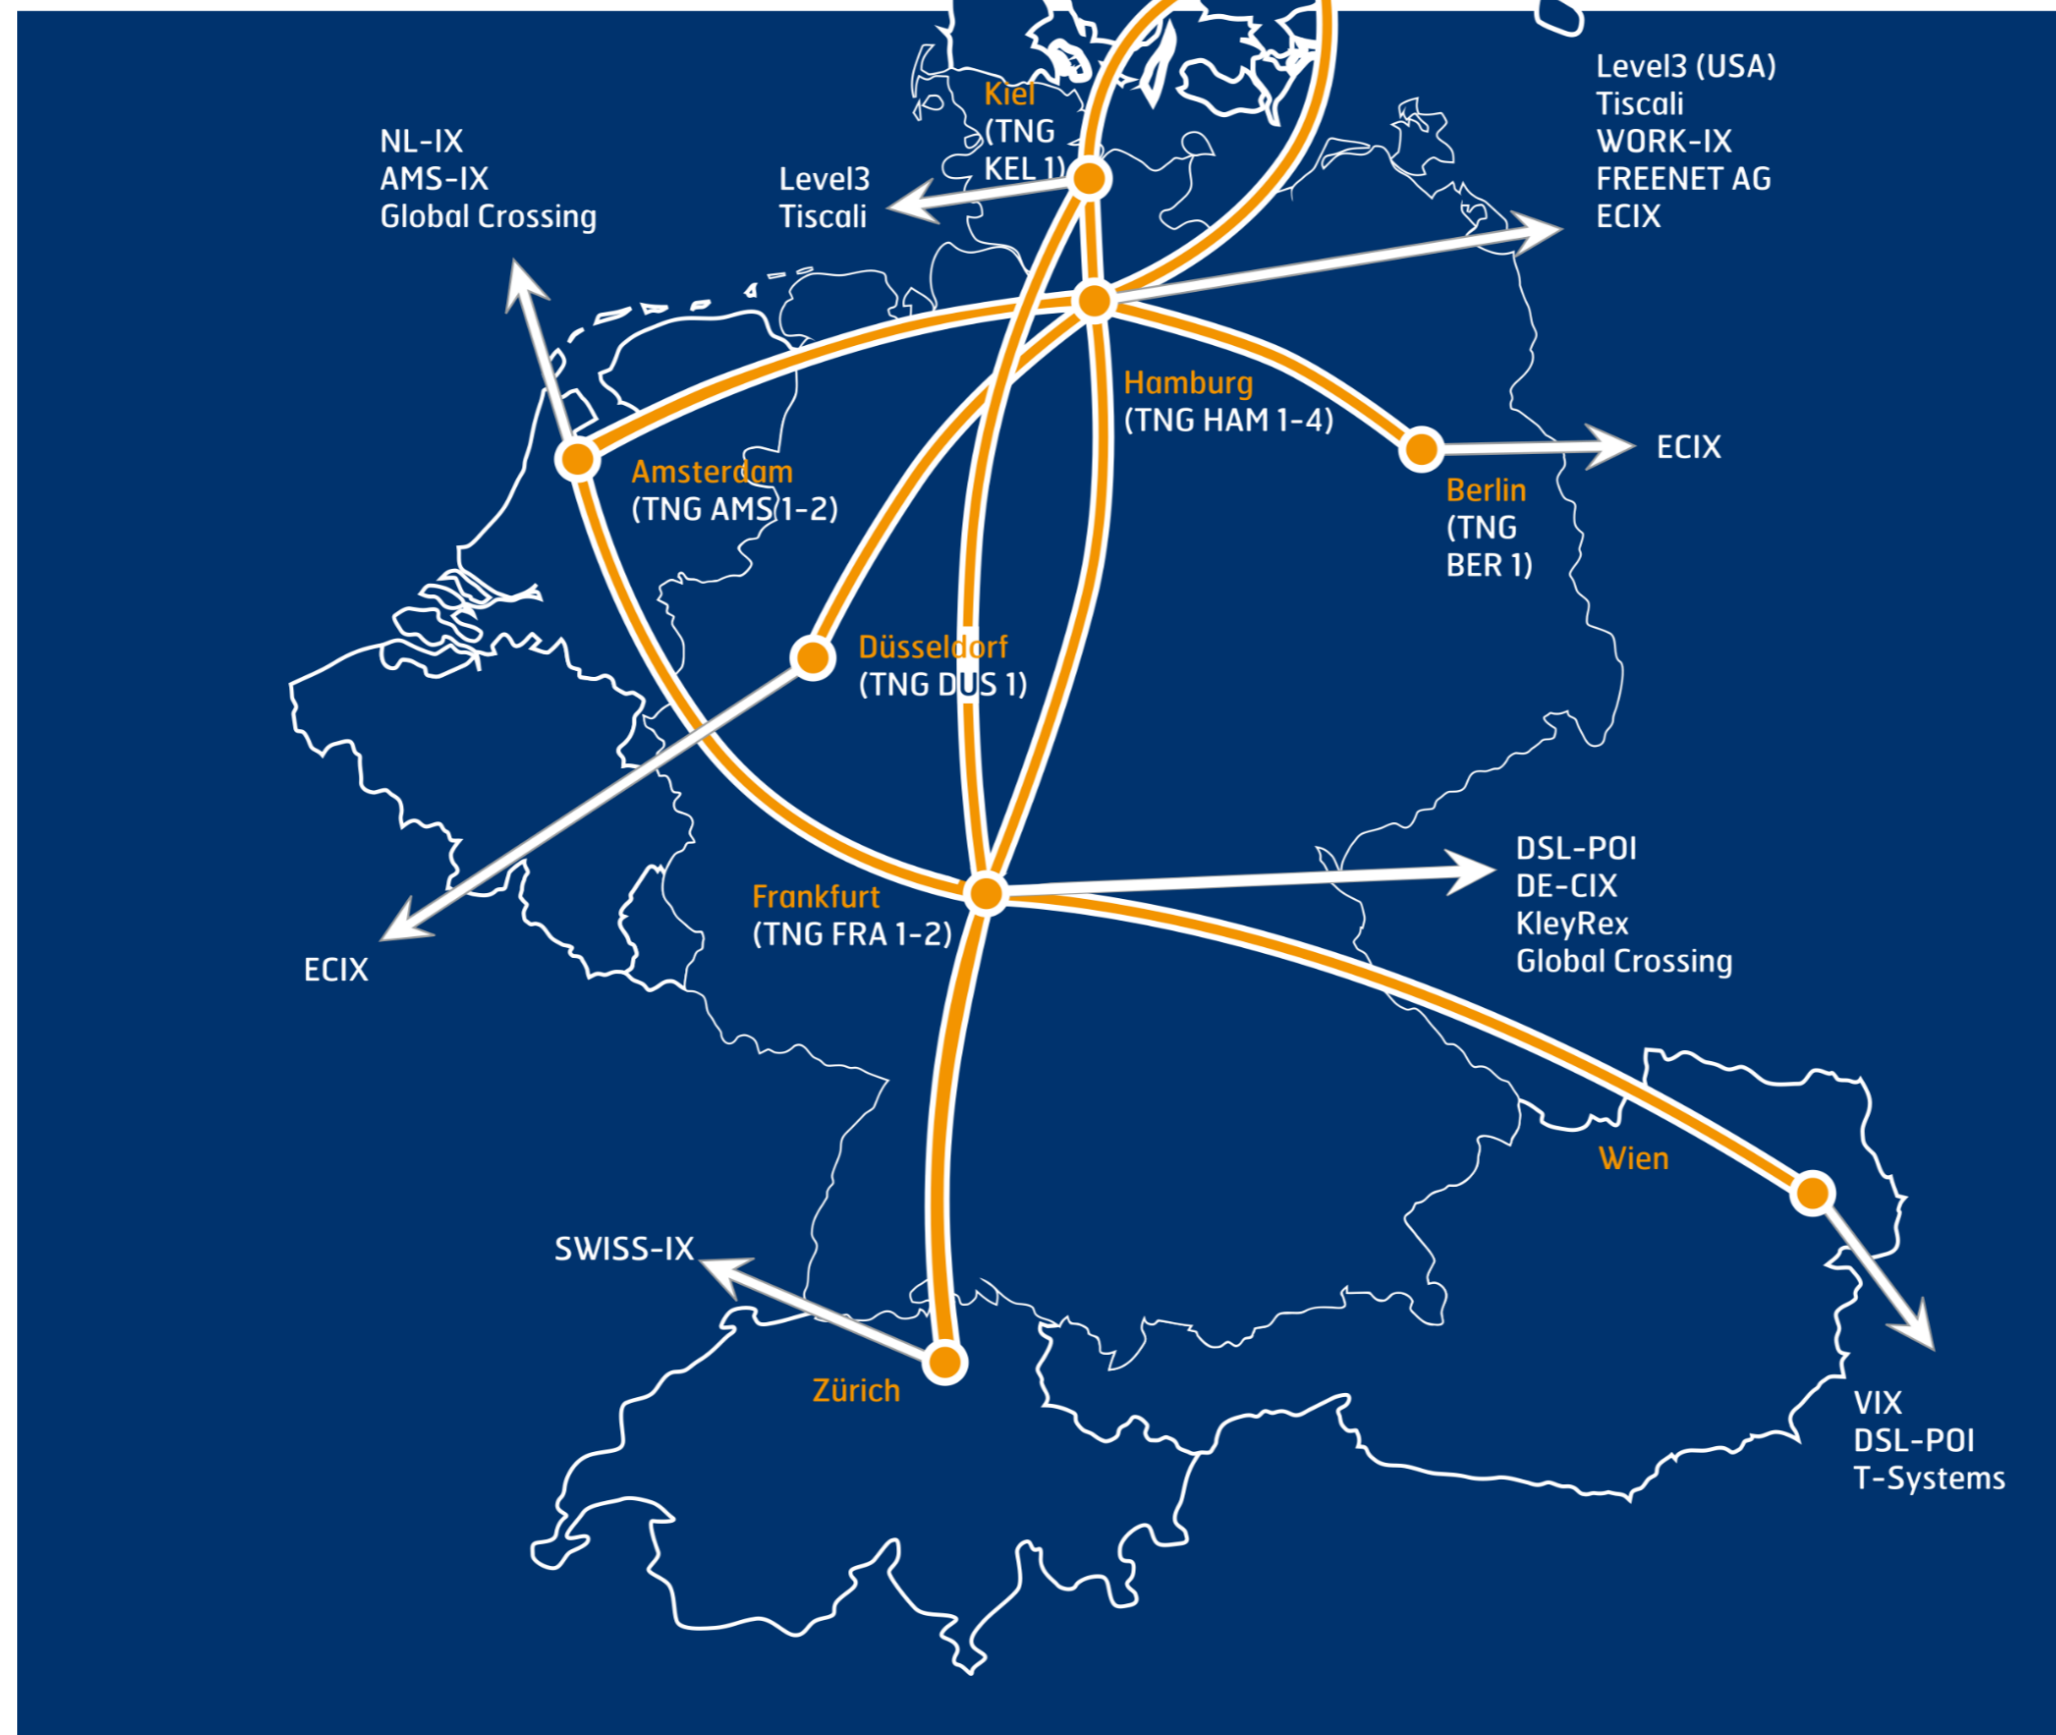 Level3 (USA)
Tiscali
WORK-IX
FREENET AG
ECIX
Kiel
(TNG
KEL 1)
NL-IX
AMS-IX
Global Crossing
Level3
Tiscali
Hamburg
(TNG HAM 1-4)
ECIX
Amsterdam
(TNG AMS 1-2)
Berlin
(TNG
BER 1)
Düsseldorf
(TNG DUS 1)
DSL-POI
DE-CIX
KleyRex
Global Crossing
Frankfurt
(TNG FRA 1-2)
ECIX
Wien
SWISS-IX
Zürich
VIX
DSL-POI
T-Systems